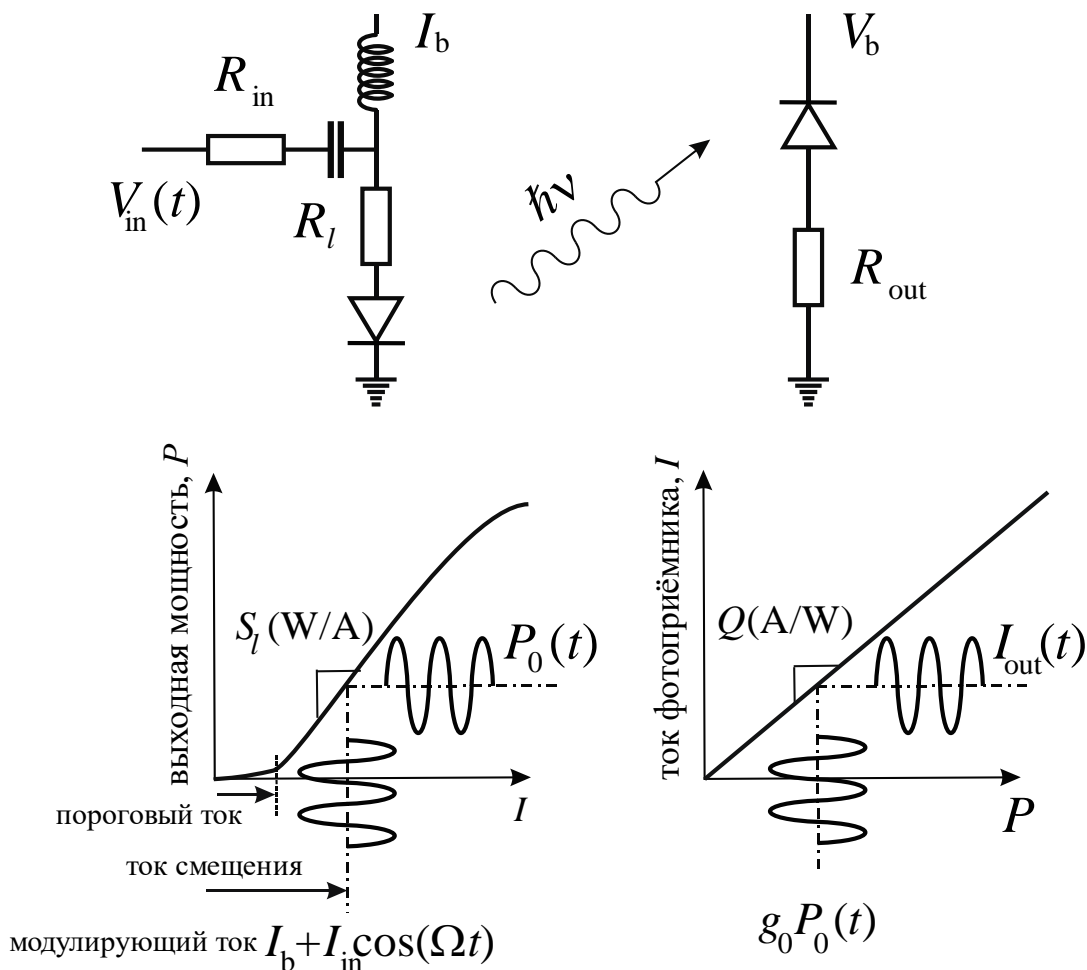 I_b
V_b
R_in
V_in(t)
R_l
ℏν
R_out
выходная мощность, P
S_l(W/A)
P_0(t)
I
пороговый ток
ток смещения
модулирующий ток I_b+I_in cos(Ωt)
ток фотоприёмника, I
Q(A/W)
I_out(t)
P
g_0P_0(t)